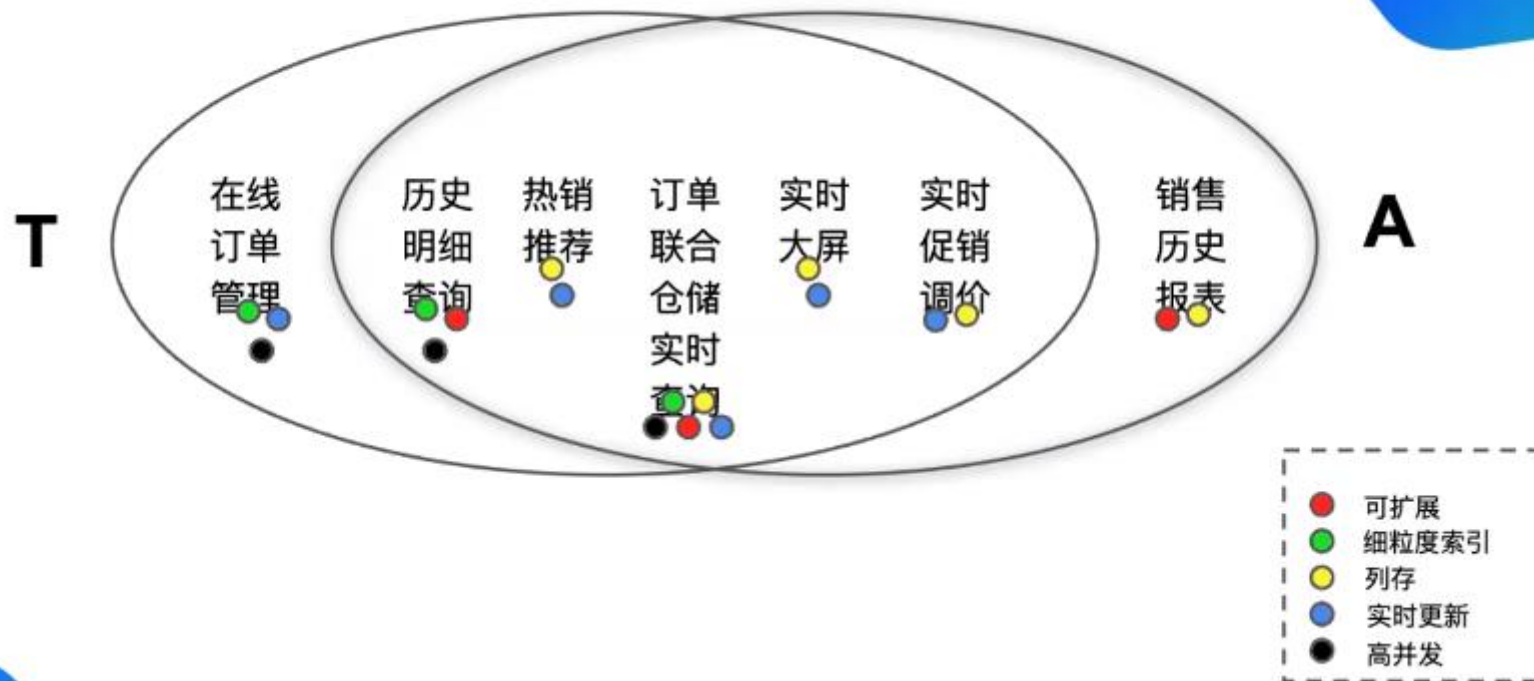 T
在线
订单
管理
历史
明细
查询
热销
推荐
订单
联合
仓储
实时
查询
实时
大屏
实时
促销
调价
销售
历史
报表
A
可扩展
细粒度索引
列存
实时更新
高并发